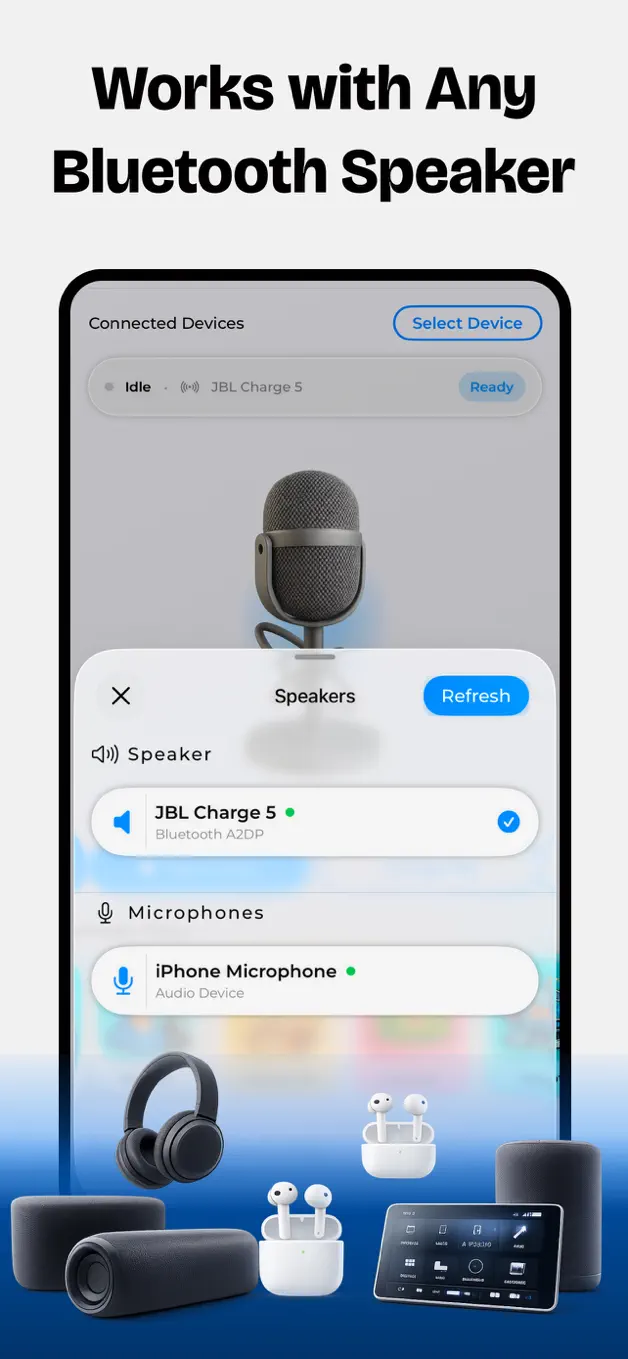 Works with Any
Bluetooth Speaker
Connected Devices
Select Device
Idle · JBL Charge 5
Ready
Speakers
Refresh
Speaker
JBL Charge 5
Bluetooth A2DP
Microphones
iPhone Microphone
Audio Device